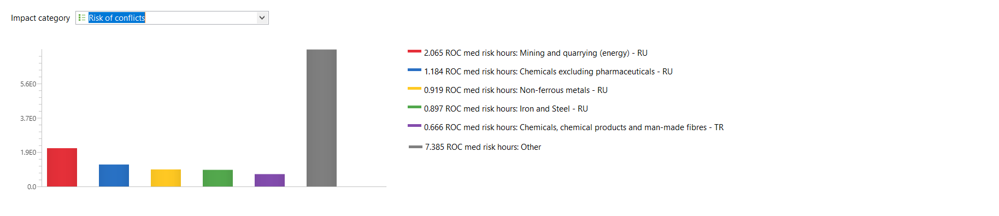 Impact category Risk of conflicts
5.6E0
3.7E0
1.9E0
0.0
2.065 ROC med risk hours: Mining and quarrying (energy) - RU
1.184 ROC med risk hours: Chemicals excluding pharmaceuticals - RU
0.919 ROC med risk hours: Non-ferrous metals - RU
0.897 ROC med risk hours: Iron and Steel - RU
0.666 ROC med risk hours: Chemicals, chemical products and man-made fibres - TR
7.385 ROC med risk hours: Other